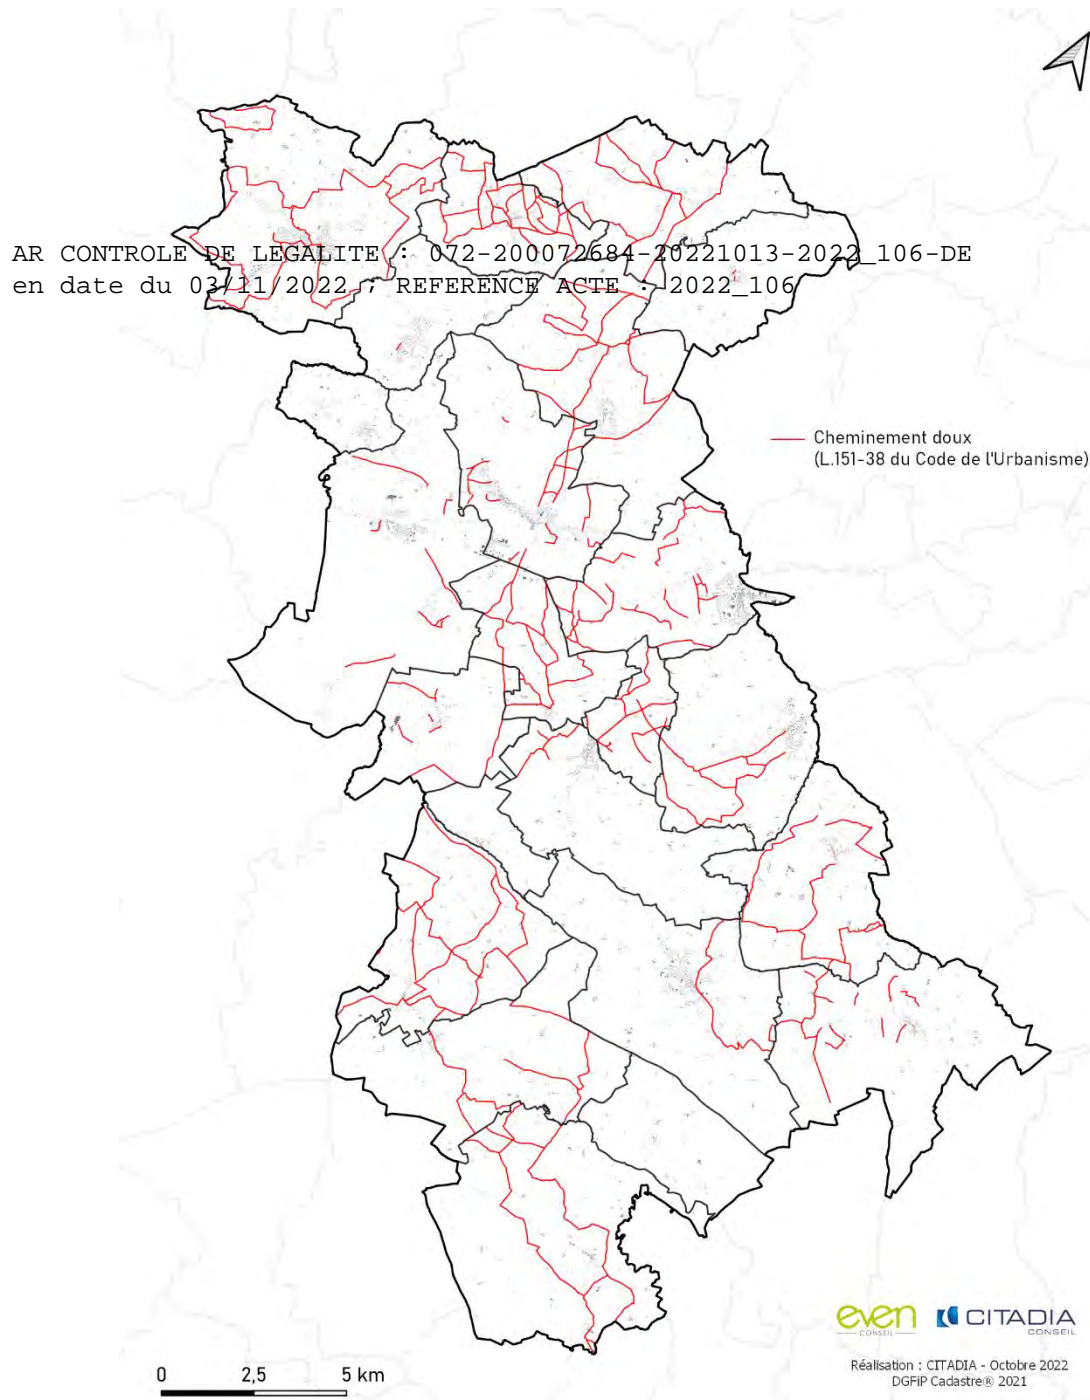 AR CONTROLE DE LEGALITE : 072-200072684-20221013-2022_106-DE
en date du 03/11/2022 ; REFERENCE ACTE : 2022_106
Cheminement doux
(L.151-38 du Code de l'Urbanisme)
even
CONSEIL
CITADIA
CONSEIL
Réalisation : CITADIA - Octobre 2022
DGFiP Cadastre® 2021
0 2,5 5 km